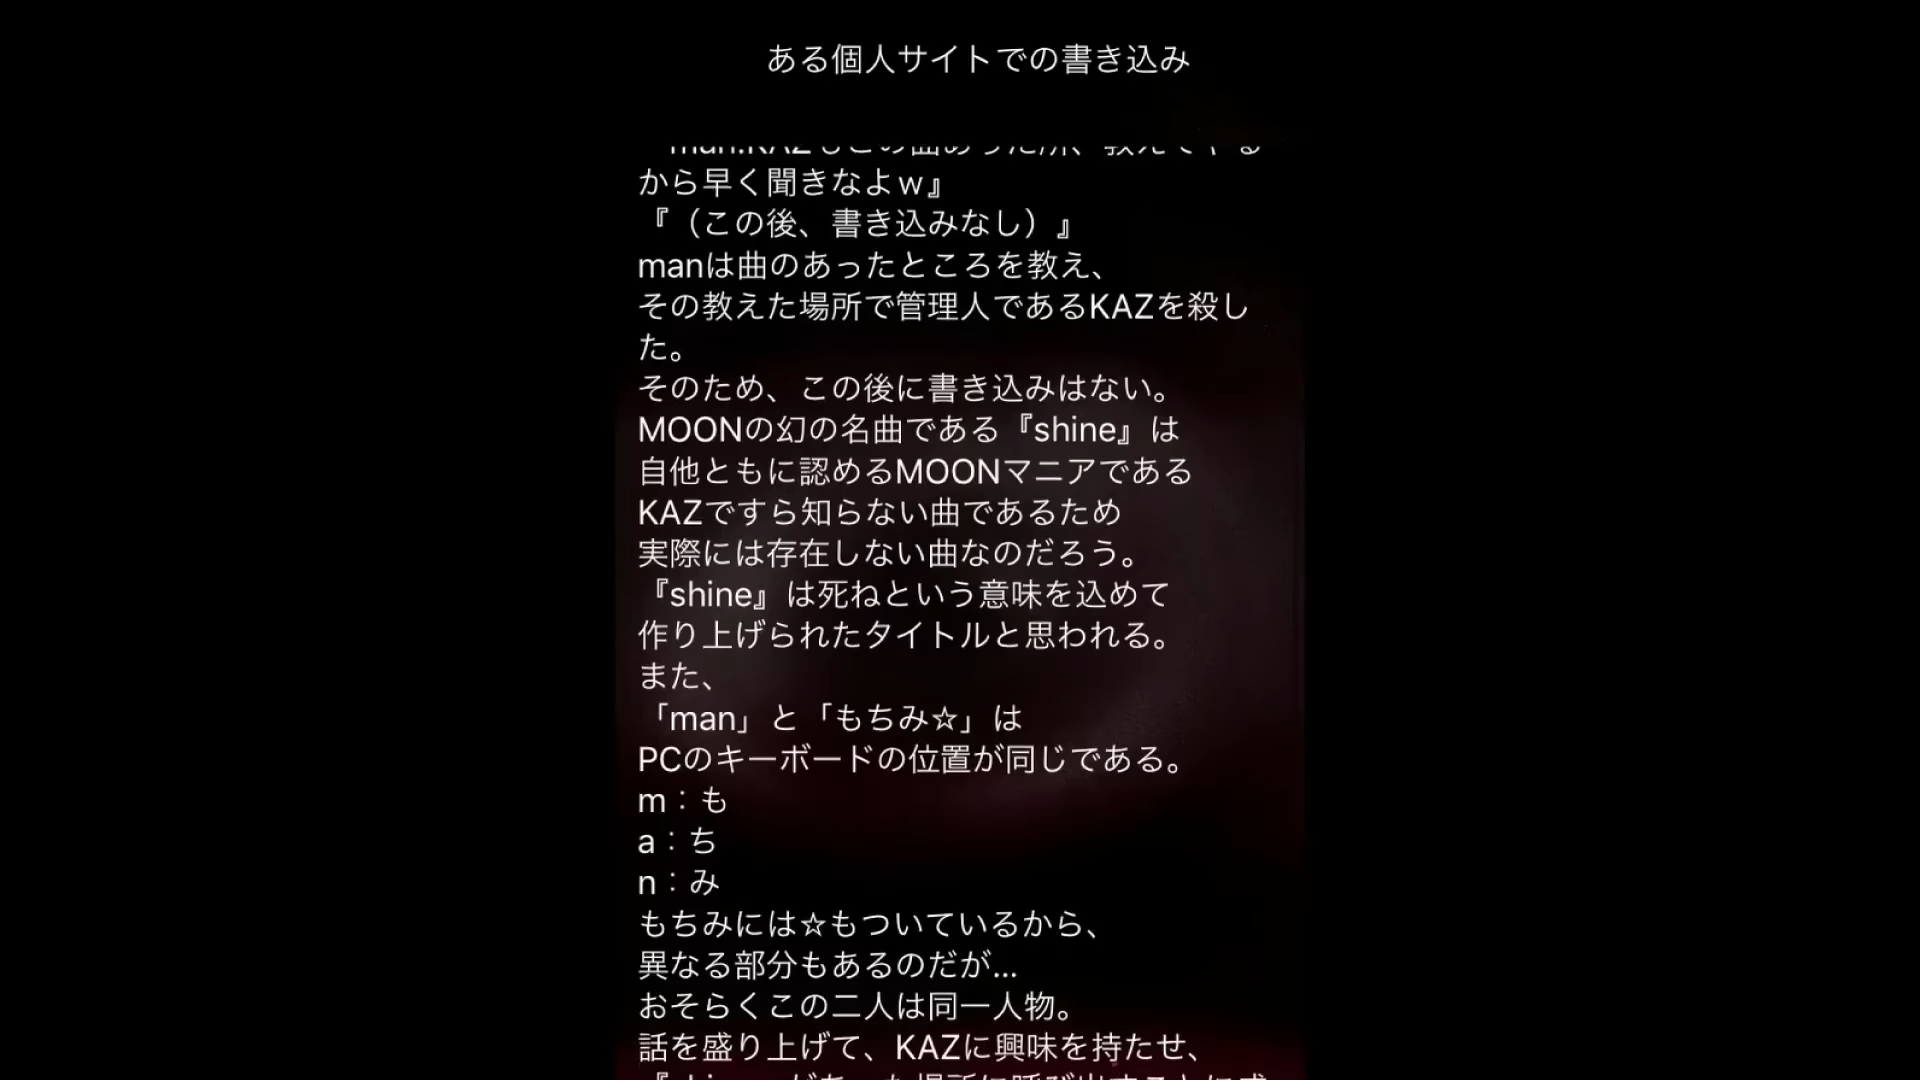 ある個人サイトでの書き込み
から早く聞きなよｗ』
『（この後、書き込みなし）』
manは曲のあったところを教え、
その教えた場所で管理人であるKAZを殺し
た。
そのため、この後に書き込みはない。
MOONの幻の名曲である『shine』は
自他ともに認めるMOONマニアである
KAZですら知らない曲であるため
実際には存在しない曲なのだろう。
『shine』は死ねという意味を込めて
作り上げられたタイトルと思われる。
また、
「man」と「もちみ☆」は
PCのキーボードの位置が同じである。
m：も
a：ち
n：み
もちみには☆もついているから、
異なる部分もあるのだが…
おそらくこの二人は同一人物。
話を盛り上げて、KAZに興味を持たせ、